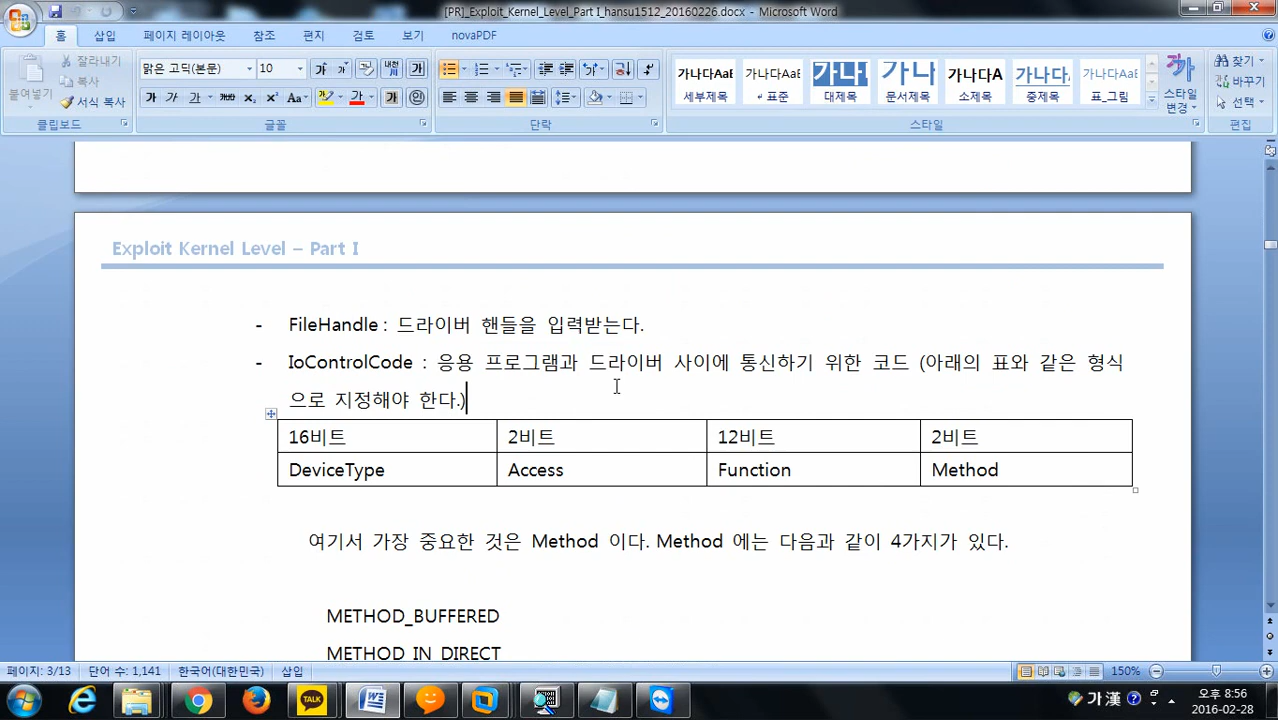 [PR]_Exploit_Kernel_Level_Part I_hansu1512_20160226.docx - Microsoft Word
홈 삽입 페이지 레이아웃 참조 편지 검토 보기 novaPDF
붙여넣기 잘라내기 복사 서식 복사
맑은 고딕(본문) 10
가나다AaB 가나다AaE 가나 가나다 가나다A 가나다Aa 가나다AaE
세부제목 표준 대제목 문서제목 소제목 중제목 표_그림
스타일 변경
찾기 바꾸기 선택
클립보드 글꼴 단락 스타일 편집
Exploit Kernel Level – Part I
- FileHandle : 드라이버 핸들을 입력받는다.
- IoControlCode : 응용 프로그램과 드라이버 사이에 통신하기 위한 코드 (아래의 표와 같은 형식
으로 지정해야 한다.)
16비트 2비트 12비트 2비트
DeviceType Access Function Method
여기서 가장 중요한 것은 Method 이다. Method 에는 다음과 같이 4가지가 있다.
METHOD_BUFFERED
METHOD_IN_DIRECT
페이지: 3/13 단어 수: 1,141 한국어(대한민국) 삽입 150%
TALK
가 漢 오후 8:56
2016-02-28